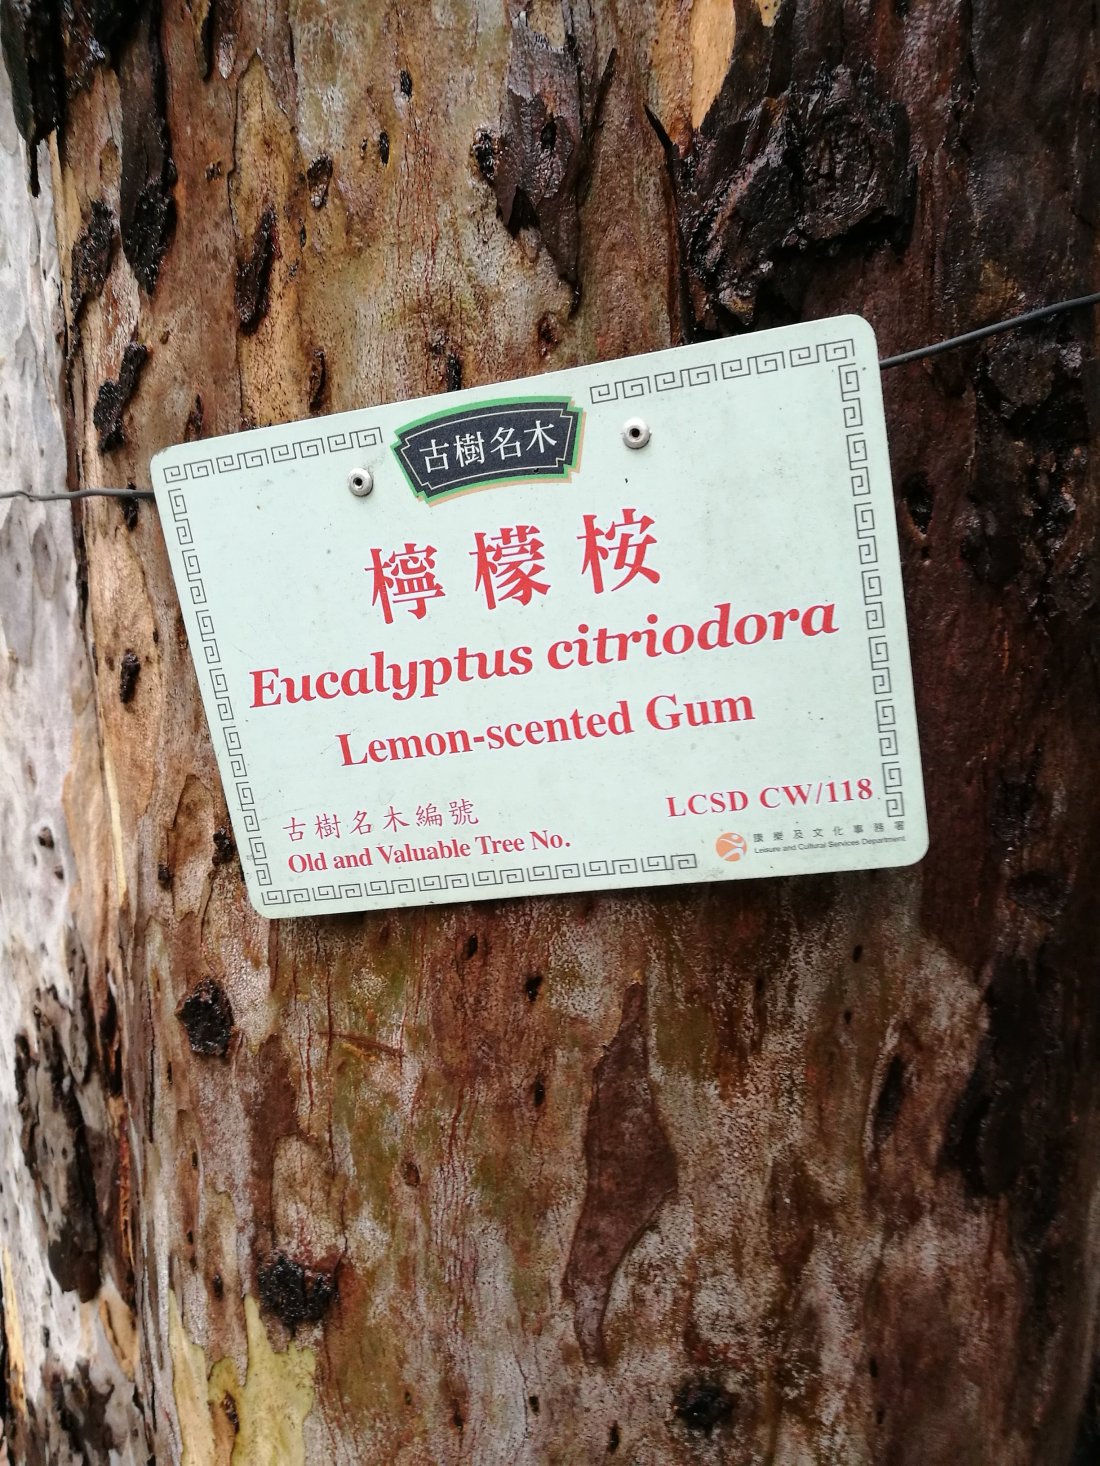 古樹名木
檸檬桉
Eucalyptus citriodora
Lemon-scented Gum
古樹名木編號
Old and Valuable Tree No.
LCSD CW/118
康樂及文化事務署
Leisure and Cultural Services Department